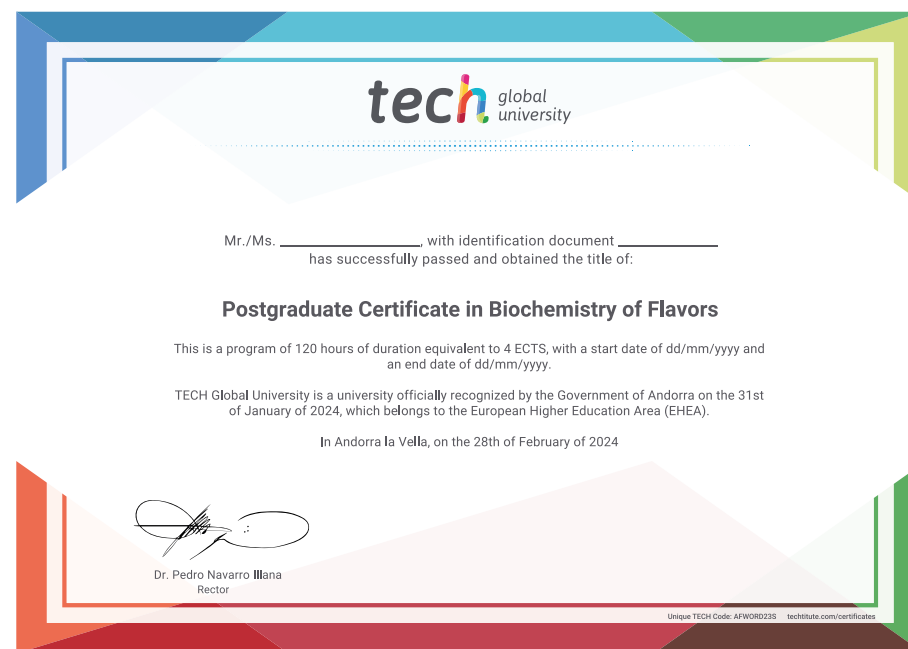 tech global university
Mr./Ms. ____________________, with identification document ______________
has successfully passed and obtained the title of:
Postgraduate Certificate in Biochemistry of Flavors
This is a program of 120 hours of duration equivalent to 4 ECTS, with a start date of dd/mm/yyyy and
an end date of dd/mm/yyyy.
TECH Global University is a university officially recognized by the Government of Andorra on the 31st
of January of 2024, which belongs to the European Higher Education Area (EHEA).
In Andorra la Vella, on the 28th of February of 2024
Dr. Pedro Navarro Illana
Rector
Unique TECH Code: AFWORD23S techtitute.com/certificates